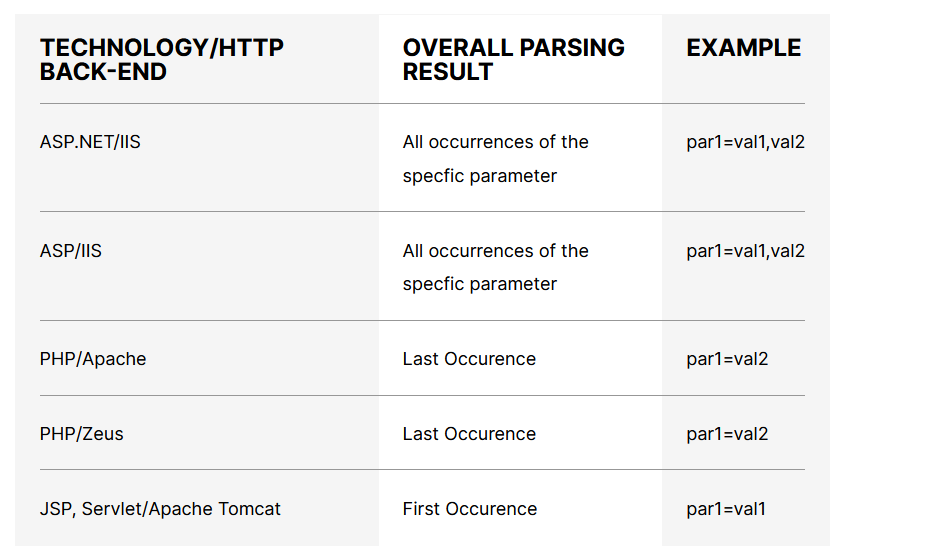 TECHNOLOGY/HTTP
BACK-END
OVERALL PARSING
RESULT
EXAMPLE
ASP.NET/IIS
All occurrences of the
specfic parameter
par1=val1,val2
ASP/IIS
All occurrences of the
specfic parameter
par1=val1,val2
PHP/Apache
Last Occurence
par1=val2
PHP/Zeus
Last Occurence
par1=val2
JSP, Servlet/Apache Tomcat
First Occurence
par1=val1